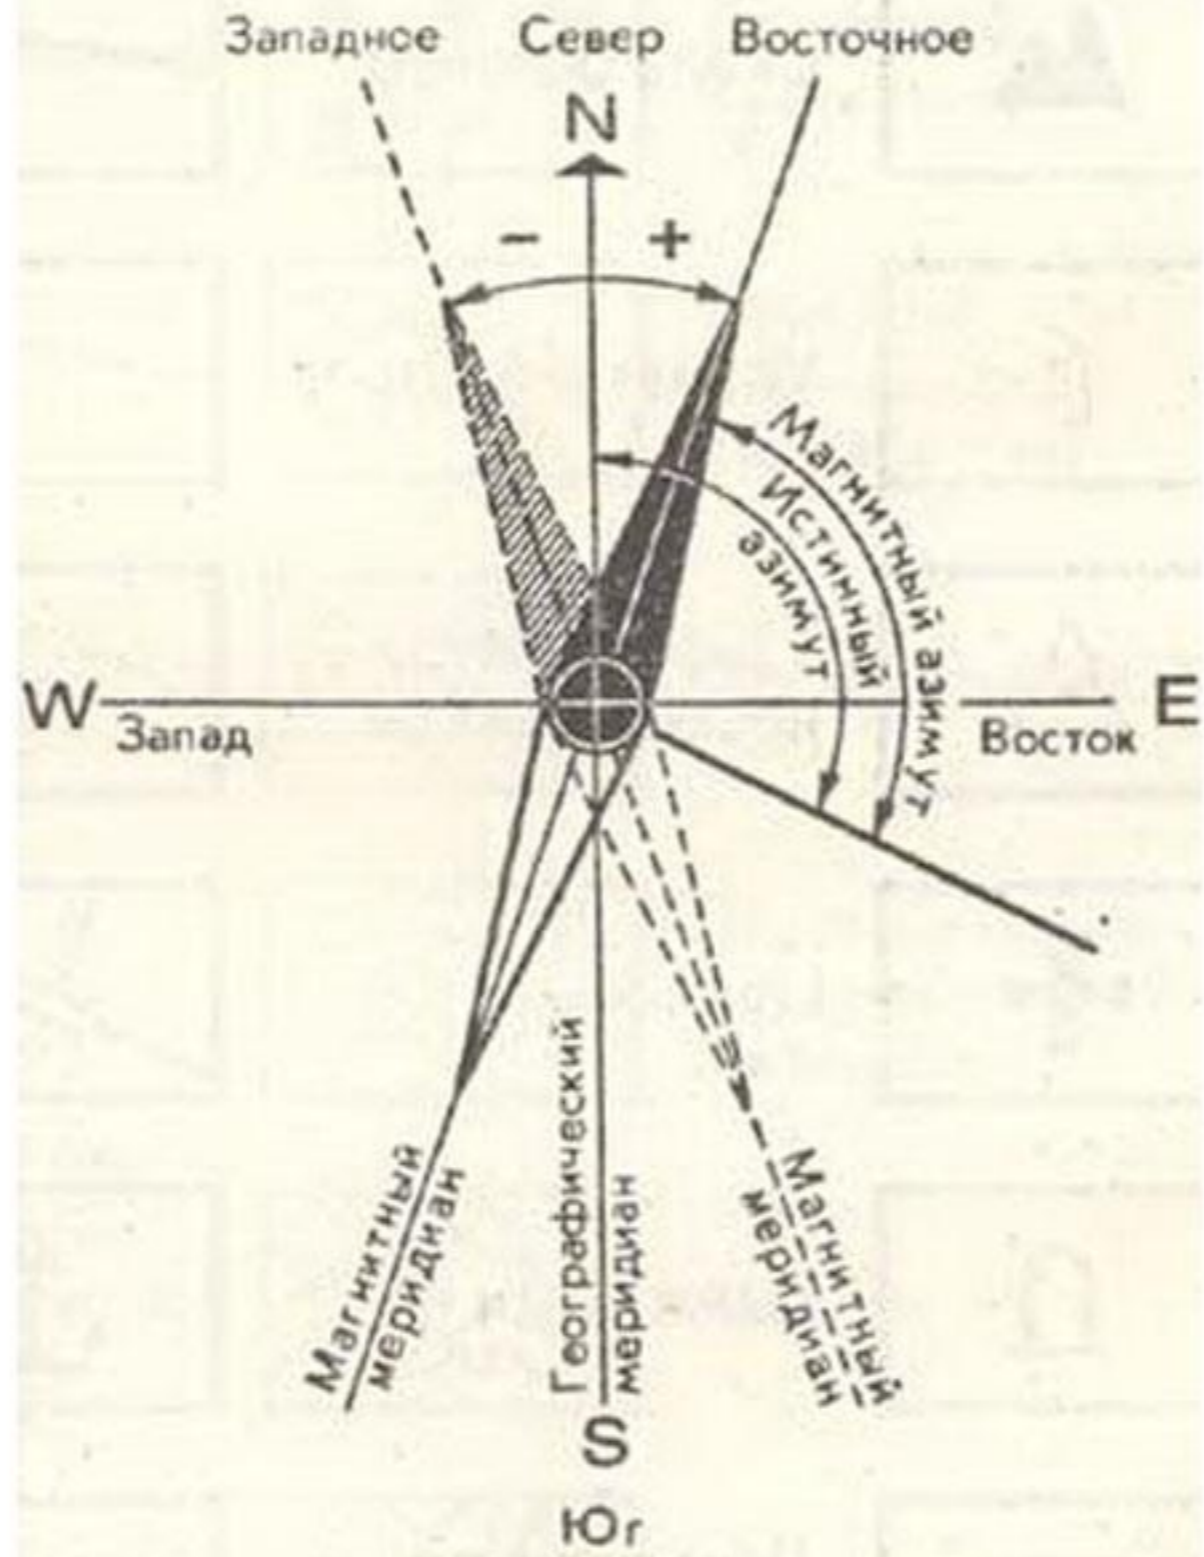 Западное Север Восточное
N
− +
Магнитный азимут
Истинный
азимут
W E
Запад Восток
Магнитный
меридиан
Географический
меридиан
Магнитный
меридиан
S
Юг